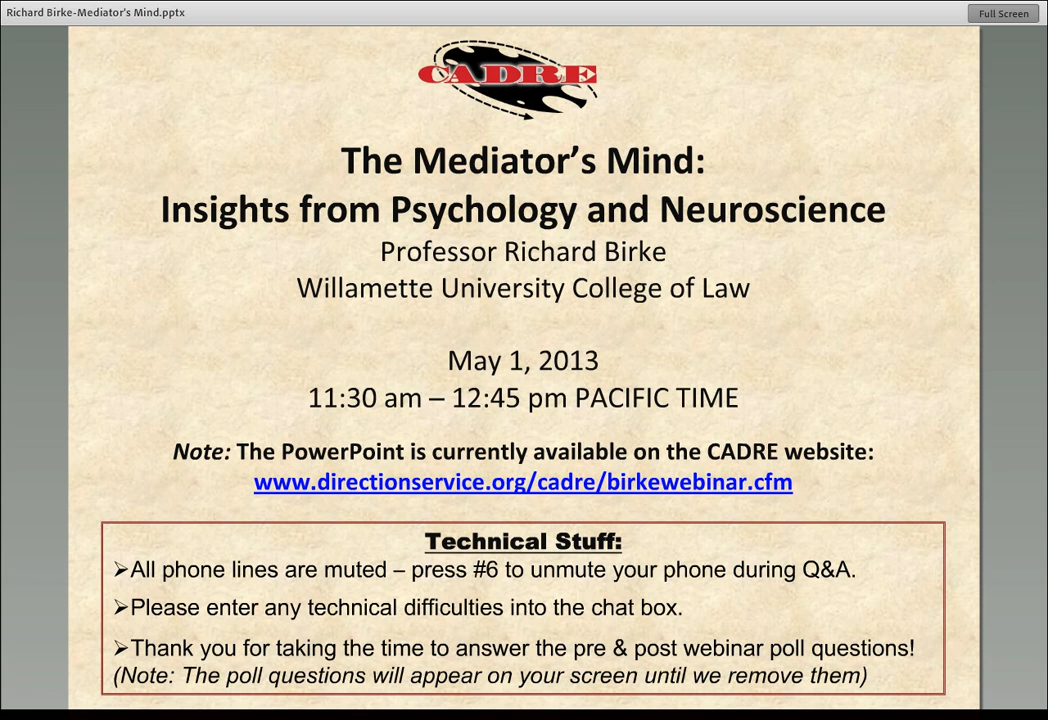 Richard Birke-Mediator's Mind.pptx
Full Screen
CADRE
The Mediator’s Mind:
Insights from Psychology and Neuroscience
Professor Richard Birke
Willamette University College of Law
May 1, 2013
11:30 am – 12:45 pm PACIFIC TIME
Note: The PowerPoint is currently available on the CADRE website:
www.directionservice.org/cadre/birkewebinar.cfm
Technical Stuff:
➢All phone lines are muted – press #6 to unmute your phone during Q&A.
➢Please enter any technical difficulties into the chat box.
➢Thank you for taking the time to answer the pre & post webinar poll questions!
(Note: The poll questions will appear on your screen until we remove them)